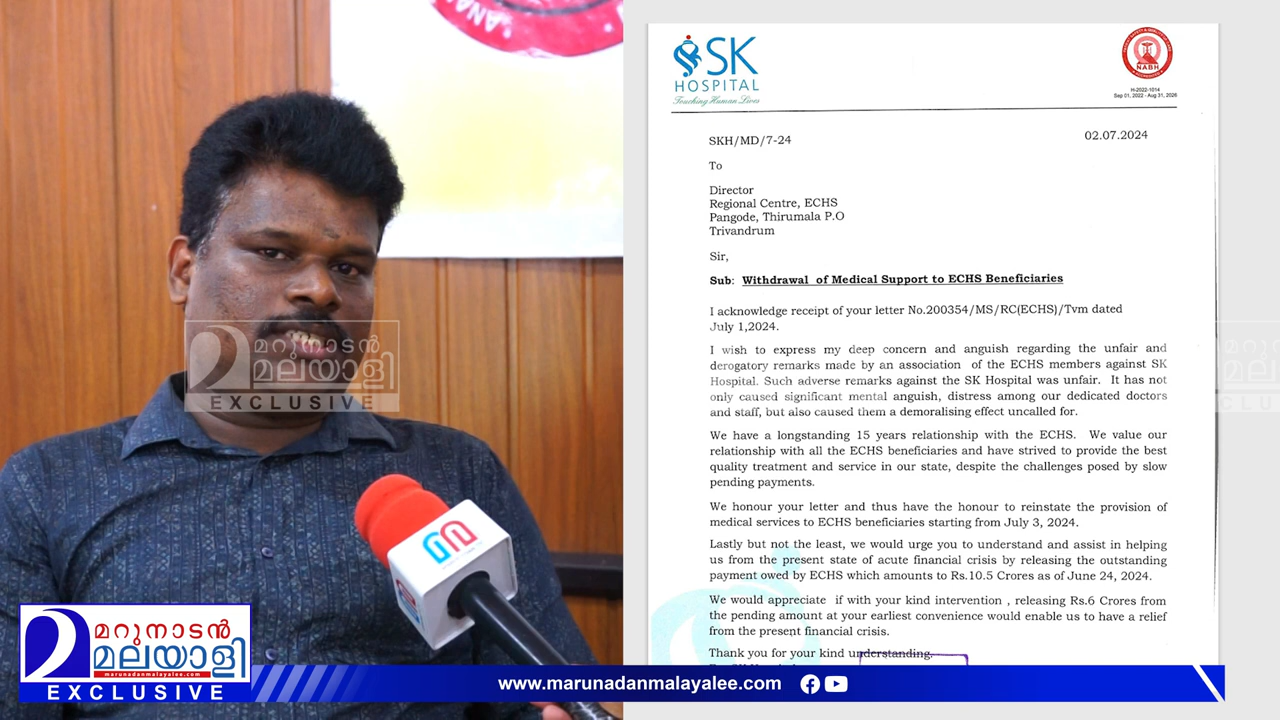 SK
HOSPITAL
Touching Human Lives
NABH
H-2022-1014
Sep 01, 2022 - Aug 31, 2026
SKH/MD/7-24
02.07.2024
To
Director
Regional Centre, ECHS
Pangode, Thirumala P.O
Trivandrum
Sir,
Sub: Withdrawal of Medical Support to ECHS Beneficiaries
I acknowledge receipt of your letter No.200354/MS/RC(ECHS)/Tvm dated
July 1,2024.
I wish to express my deep concern and anguish regarding the unfair and
derogatory remarks made by an association of the ECHS members against SK
Hospital. Such adverse remarks against the SK Hospital was unfair. It has not
only caused significant mental anguish, distress among our dedicated doctors
and staff, but also caused them a demoralising effect uncalled for.
We have a longstanding 15 years relationship with the ECHS. We value our
relationship with all the ECHS beneficiaries and have strived to provide the best
quality treatment and service in our state, despite the challenges posed by slow
pending payments.
We honour your letter and thus have the honour to reinstate the provision of
medical services to ECHS beneficiaries starting from July 3, 2024.
Lastly but not the least, we would urge you to understand and assist in helping
us from the present state of acute financial crisis by releasing the outstanding
payment owed by ECHS which amounts to Rs.10.5 Crores as of June 24, 2024.
We would appreciate if with your kind intervention , releasing Rs.6 Crores from
the pending amount at your earliest convenience would enable us to have a relief
from the present financial crisis.
Thank you for your kind understanding.
മറുനാടൻ
മലയാളി
EXCLUSIVE
മറുനാടൻ
മലയാളി
marunadanmalayalee.com
EXCLUSIVE
www.marunadanmalayalee.com